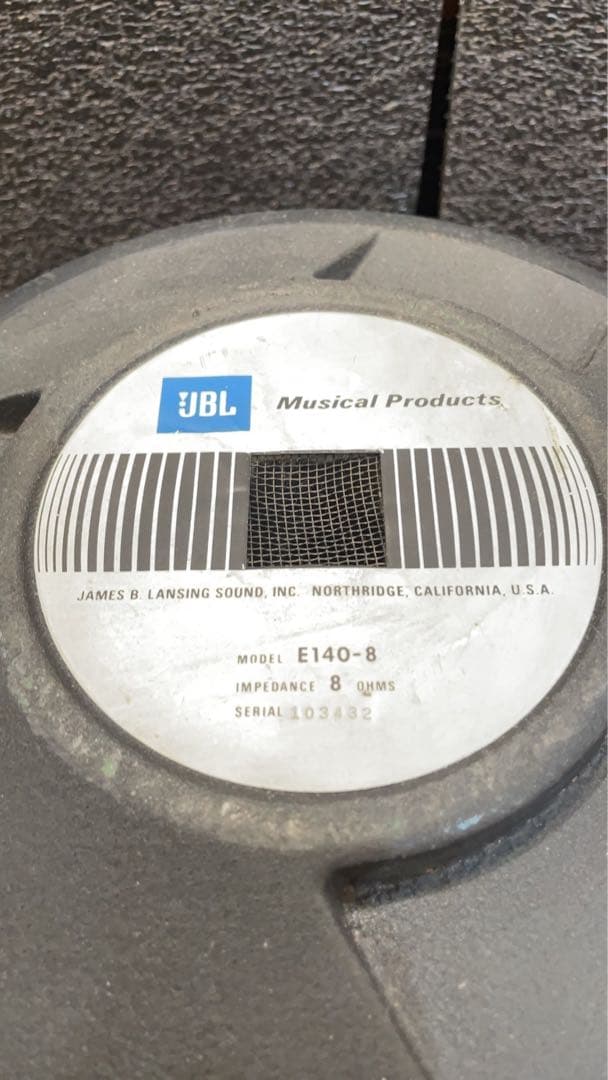 JBL Musical Products
JAMES B. LANSING SOUND, INC. NORTHRIDGE, CALIFORNIA, U.S.A.
MODEL E140-8
IMPEDANCE 8 OHMS
SERIAL 103432